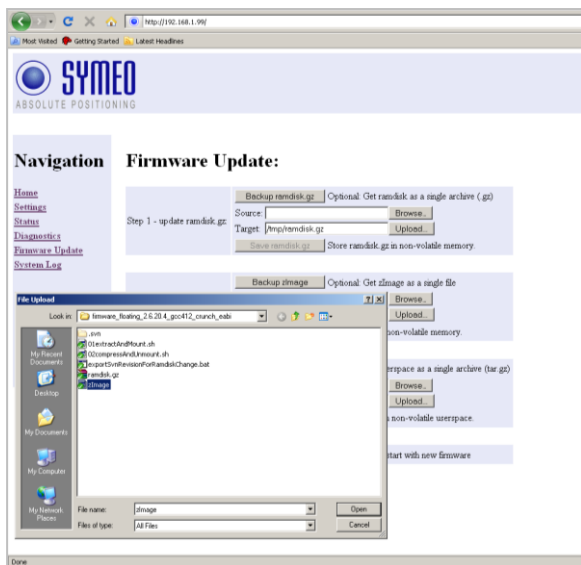 http://192.168.1.99/
Most Visited Getting Started Latest Headlines
SYMEO
ABSOLUTE POSITIONING
Navigation
Home
Settings
Status
Diagnostics
Firmware Update
System Log
Firmware Update:
Step 1 - update ramdisk.gz
Backup ramdisk.gz Optional: Get ramdisk as a single archive (.gz)
Source: Browse..
Target: /tmp/ramdisk.gz Upload...
Save ramdisk.gz Store ramdisk.gz in non-volatile memory.
Backup zImage Optional: Get zImage as a single file
Browse..
Upload...
non-volatile memory.
erspace as a single archive (tar.gz)
Browse..
Upload...
non-volatile userspace.
start with new firmware
File Upload
Look in: firmware_floating_2.6.20.4_gcc412_crunch_eabi
My Recent Documents
Desktop
My Documents
My Computer
My Network Places
.svn
01extractAndMount.sh
02compressAndUnmount.sh
exportSvnRevisionForRamdiskChange.bat
ramdisk.gz
zImage
File name: zImage Open
Files of type: All Files Cancel
Done